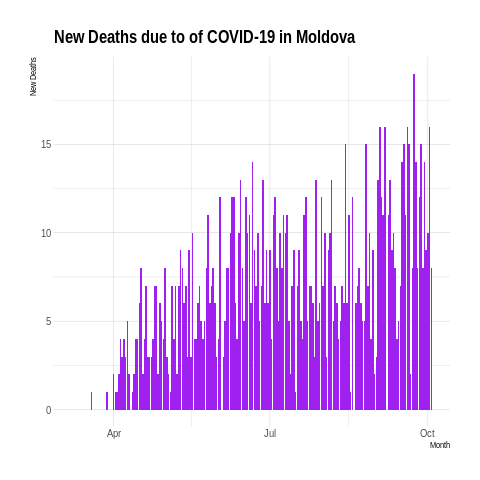 New Deaths due to of COVID-19 in Moldova
New Deaths
15
10
5
0
Apr
Jul
Oct
Month